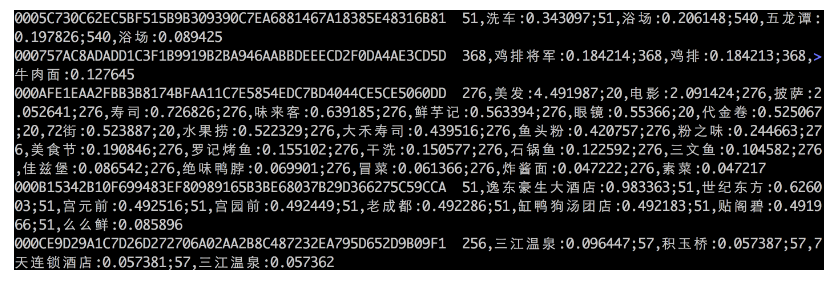 0005C730C62EC5BF515B9B309390C7EA6881467A18385E48316B81 51,洗车:0.343097;51,浴场:0.206148;540,五龙谭:
0.197826;540,浴场:0.089425
000757AC8ADADD1C3F1B9919B2BA946AABBDEEECD2F0DA4AE3CD5D 368,鸡排将军:0.184214;368,鸡排:0.184213;368,>
牛肉面:0.127645
000AFE1EAA2FBB3B8174BFAA11C7E5854EDC7BD4044CE5CE5060DD 276,美发:4.491987;20,电影:2.091424;276,披萨:2
.052641;276,寿司:0.726826;276,味来客:0.639185;276,鲜芋记:0.563394;276,眼镜:0.55366;20,代金卷:0.525067
;20,72街:0.523887;20,水果捞:0.522329;276,大禾寿司:0.439516;276,鱼头粉:0.420757;276,粉之味:0.244663;27
6,美食节:0.190846;276,罗记烤鱼:0.155102;276,干洗:0.150577;276,石锅鱼:0.122592;276,三文鱼:0.104582;276
,佳兹堡:0.086542;276,绝味鸭脖:0.069901;276,冒菜:0.061366;276,炸酱面:0.047222;276,素菜:0.047217
000B15342B10F699483EF80989165B3BE68037B29D366275C59CCA 51,逸东豪生大酒店:0.983363;51,世纪东方:0.6260
03;51,宫元前:0.492516;51,宫园前:0.492449;51,老成都:0.492286;51,缸鸭狗汤团店:0.492183;51,贴阁碧:0.4919
66;51,么么鲜:0.085896
000CE9D29A1C7D26D272706A02AA2B8C487232EA795D652D9B09F1 256,三江温泉:0.096447;57,积玉桥:0.057387;57,7
天连锁酒店:0.057381;57,三江温泉:0.057362